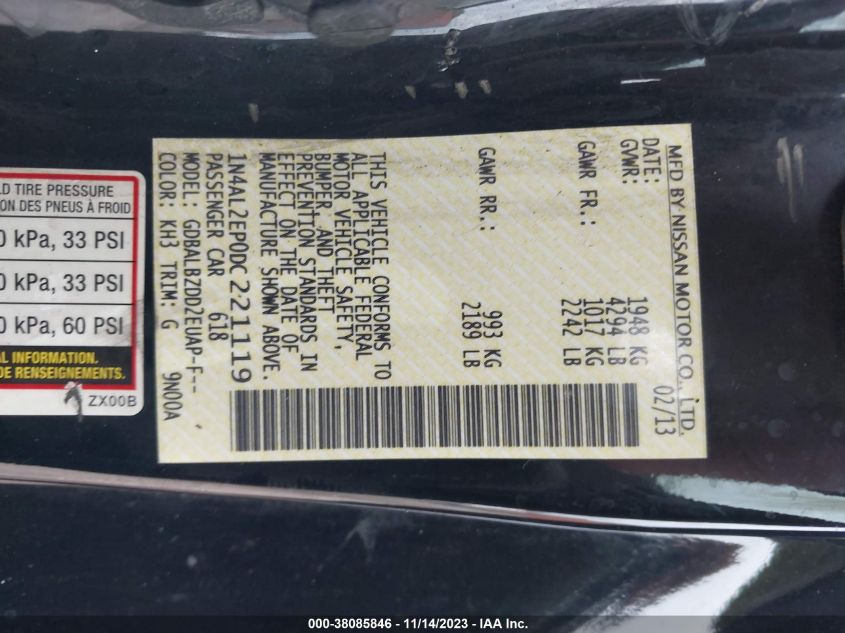 LD TIRE PRESSURE
ON DES PNEUS À FROID
0 kPa, 33 PSI
0 kPa, 33 PSI
0 kPa, 60 PSI
AL INFORMATION.
DE RENSEIGNEMENTS.
ZX00B
MFD BY NISSAN MOTOR CO., LTD.
DATE: 02/13
GVWR: 1948 KG
4294 LB
GAWR FR.: 1017 KG
2242 LB
GAWR RR.: 993 KG
2189 LB
THIS VEHICLE CONFORMS TO
ALL APPLICABLE FEDERAL
MOTOR VEHICLE SAFETY,
BUMPER, AND THEFT
PREVENTION STANDARDS IN
EFFECT ON THE DATE OF
MANUFACTURE SHOWN ABOVE.
1N4AL2EP0DC221119
PASSENGER CAR 618
MODEL: GDBALBZDD2EUAP-F--
COLOR: KH3 TRIM: G 9N00A
000-38085846 - 11/14/2023 - IAA Inc.